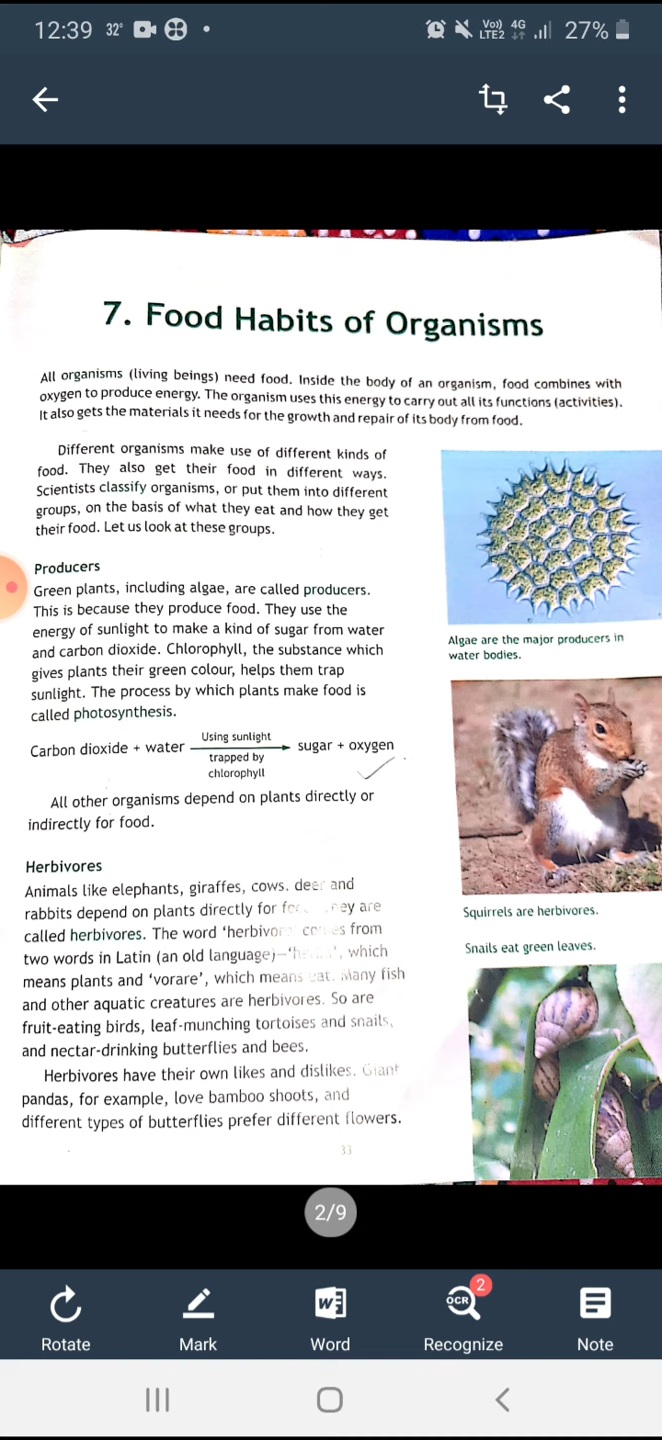 12:39 32°
Vo)) 4G
LTE2 27%
7. Food Habits of Organisms
All organisms (living beings) need food. Inside the body of an organism, food combines with
oxygen to produce energy. The organism uses this energy to carry out all its functions (activities).
It also gets the materials it needs for the growth and repair of its body from food.
Different organisms make use of different kinds of
food. They also get their food in different ways.
Scientists classify organisms, or put them into different
groups, on the basis of what they eat and how they get
their food. Let us look at these groups.
Producers
Green plants, including algae, are called producers.
This is because they produce food. They use the
energy of sunlight to make a kind of sugar from water
and carbon dioxide. Chlorophyll, the substance which
gives plants their green colour, helps them trap
sunlight. The process by which plants make food is
called photosynthesis.
Carbon dioxide + water Using sunlight sugar + oxygen
trapped by
chlorophyll
All other organisms depend on plants directly or
indirectly for food.
Algae are the major producers in
water bodies.
Herbivores
Animals like elephants, giraffes, cows. deer and
rabbits depend on plants directly for are
called herbivores. The word from
two words in Latin (an old language)— which
means plants and ‘vorare’, which means eat. Many fish
and other aquatic creatures are herbivores. So are
fruit-eating birds, leaf-munching tortoises and snails,
and nectar-drinking butterflies and bees.
Herbivores have their own likes and dislikes. Giant
pandas, for example, love bamboo shoots, and
different types of butterflies prefer different flowers.
Squirrels are herbivores.
Snails eat green leaves.
33
2/9
W OCR 2
Rotate Mark Word Recognize Note